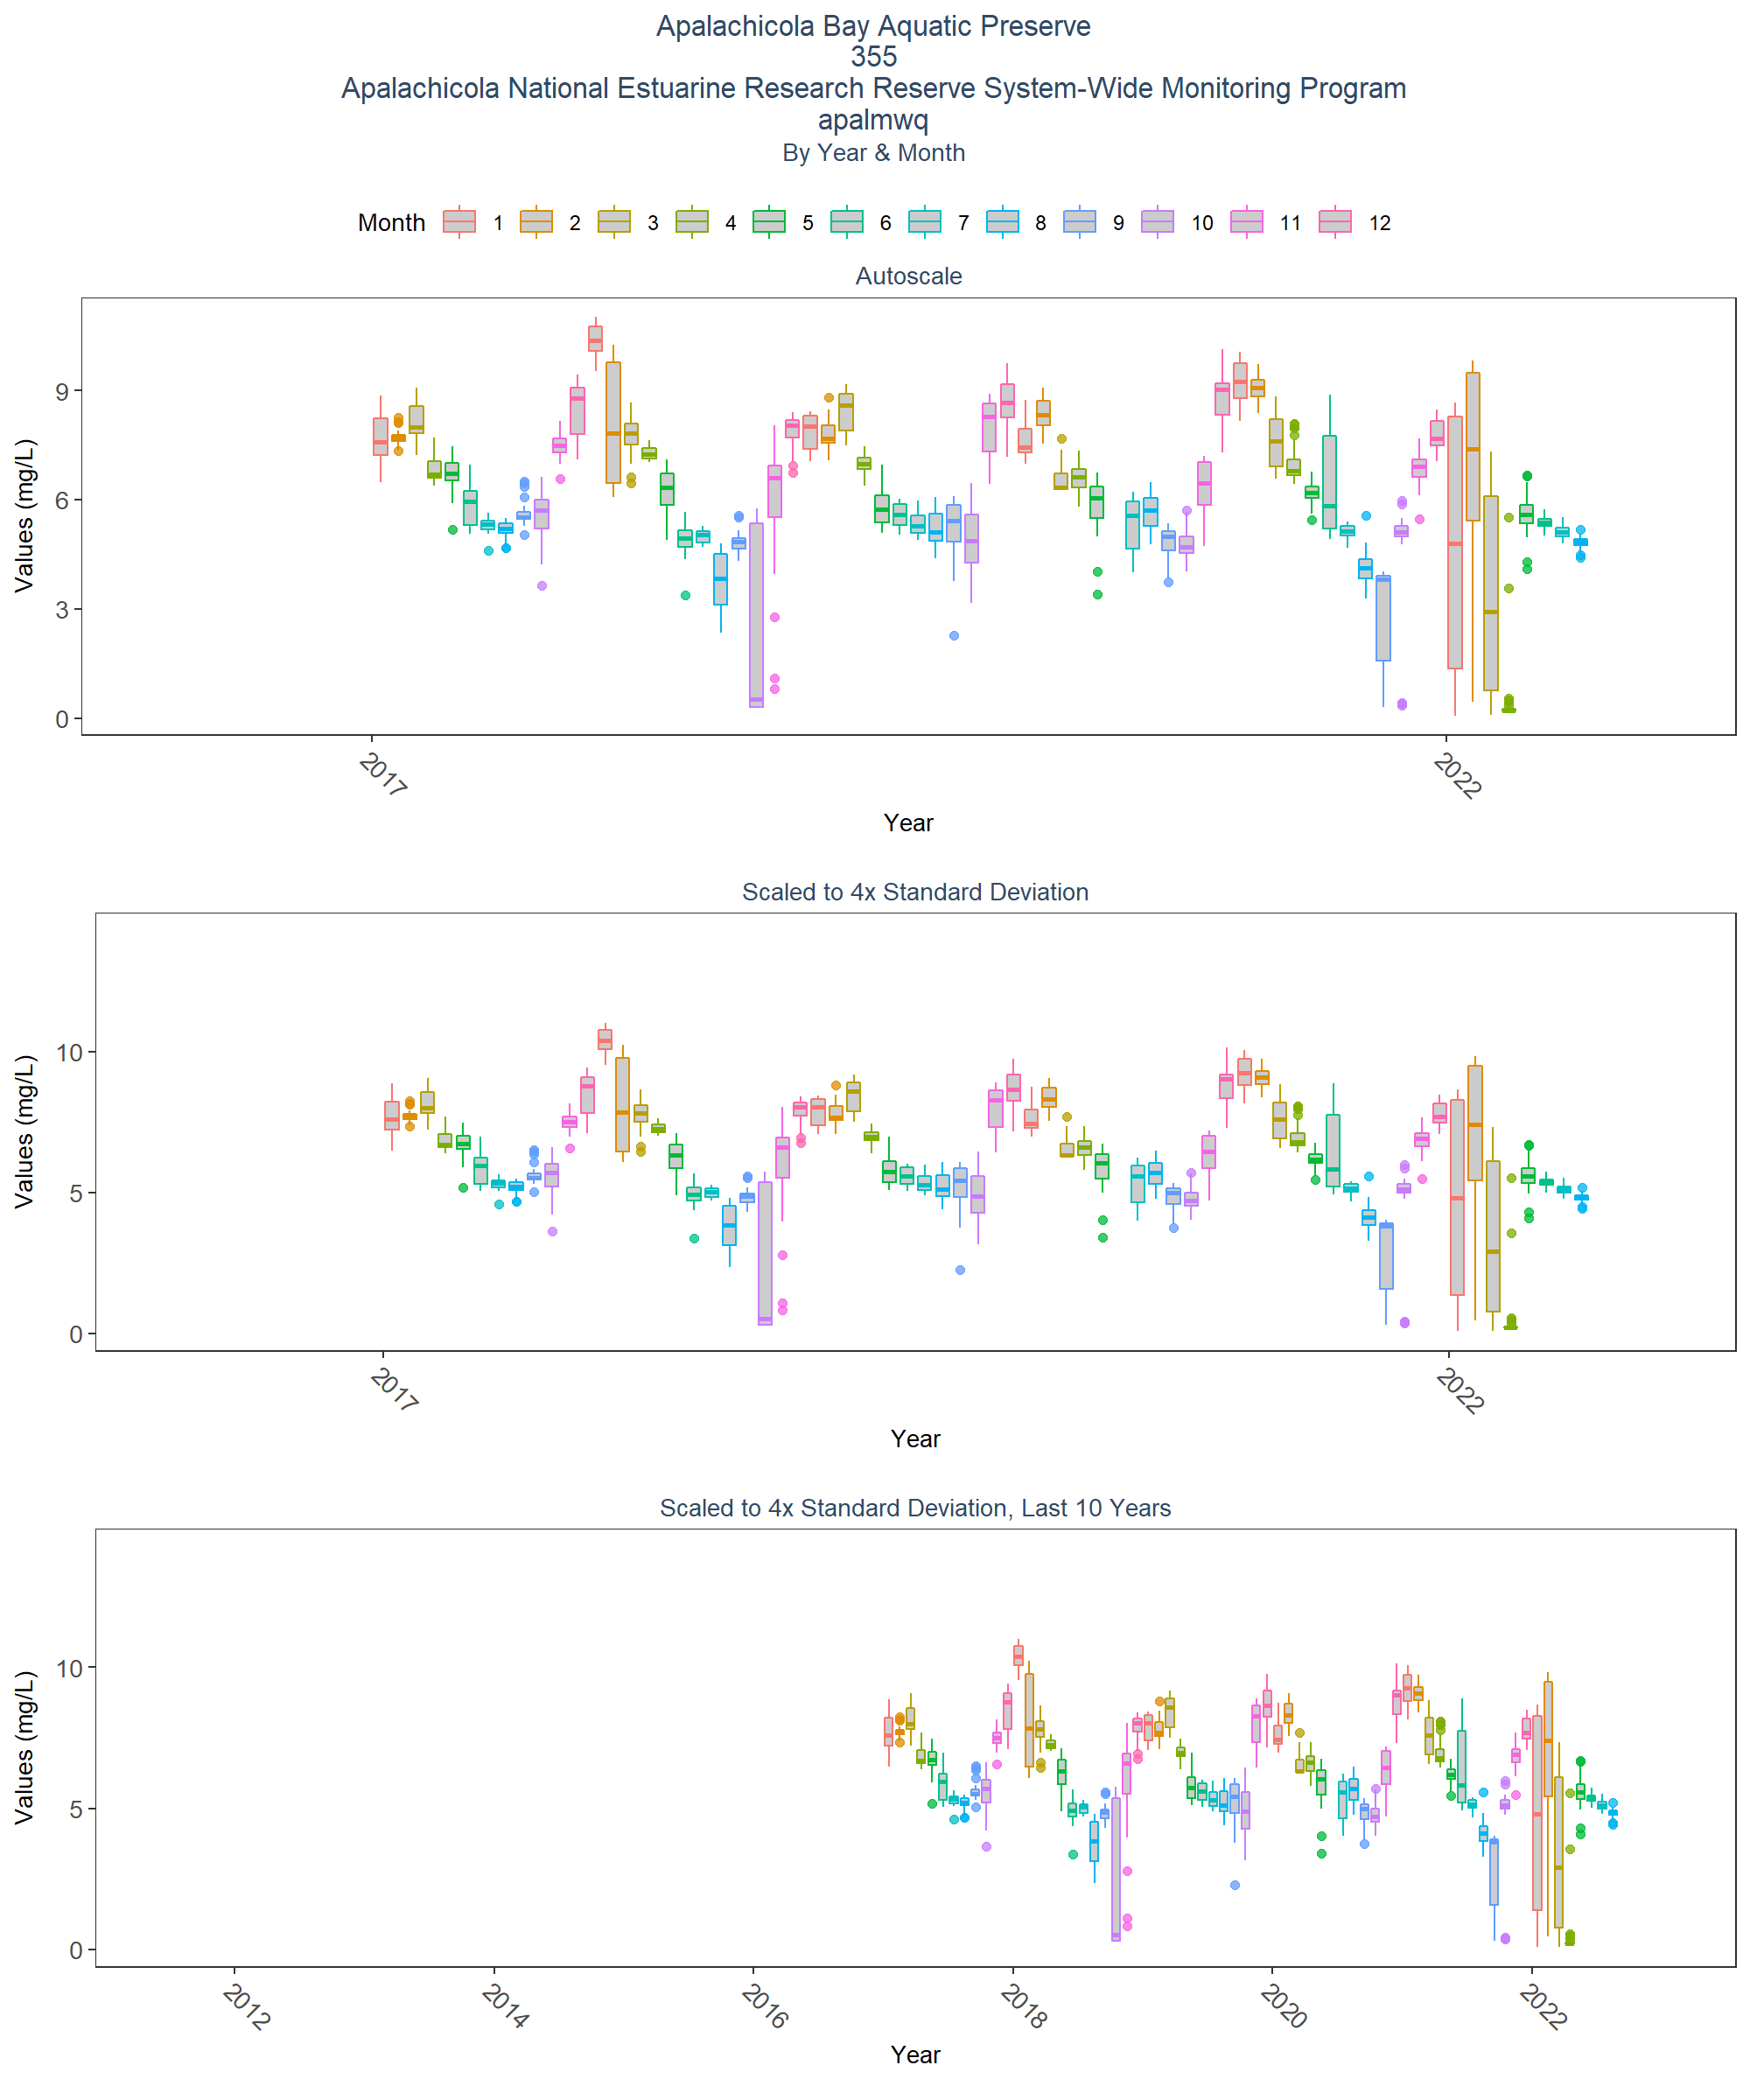 Apalachicola Bay Aquatic Preserve
355
Apalachicola National Estuarine Research Reserve System-Wide Monitoring Program
apalmwq
By Year & Month
Month 1 2 3 4 5 6 7 8 9 10 11 12
Autoscale
Values (mg/L)
9
6
3
0
2017 2022
Year
Scaled to 4x Standard Deviation
Values (mg/L)
10
5
0
2017 2022
Year
Scaled to 4x Standard Deviation, Last 10 Years
Values (mg/L)
10
5
0
2012 2014 2016 2018 2020 2022
Year